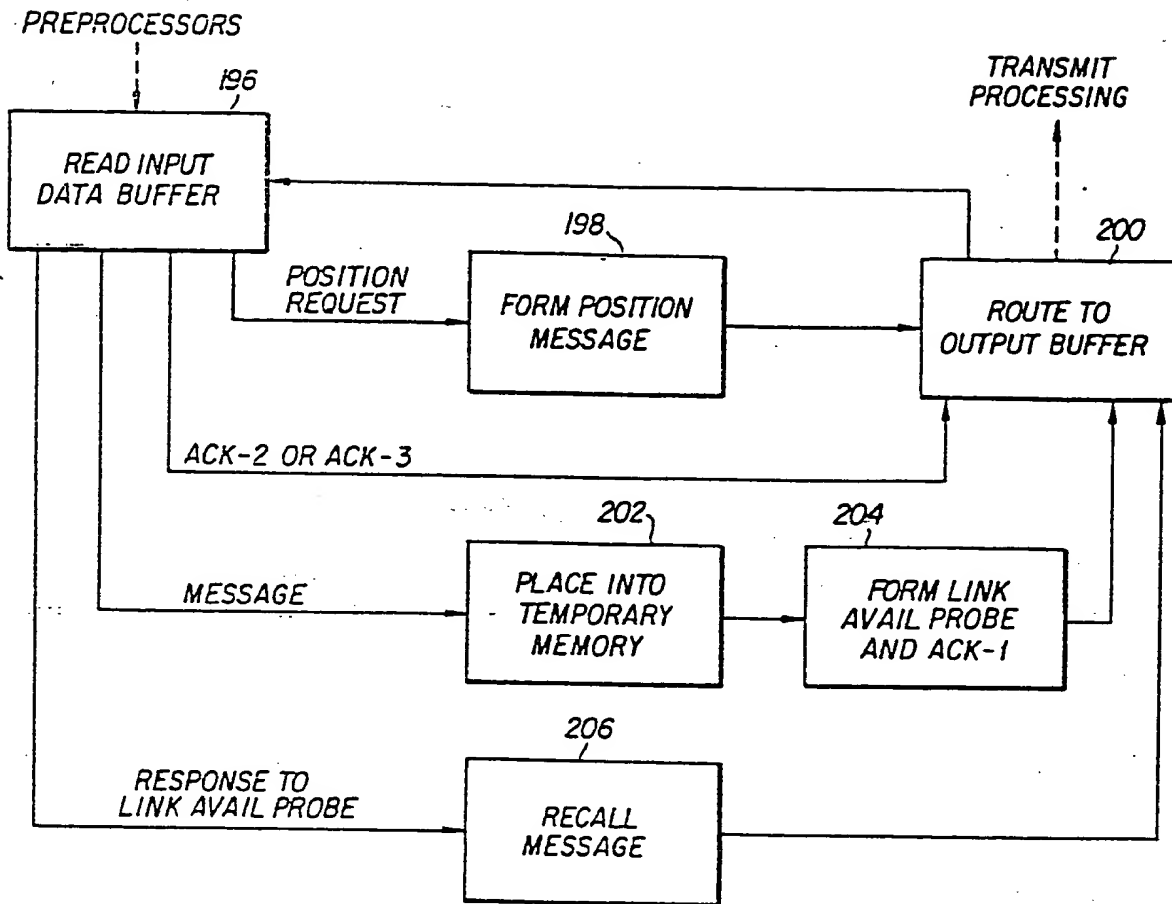 PREPROCESSORS
196
READ INPUT
DATA BUFFER
TRANSMIT
PROCESSING
198
POSITION
REQUEST
FORM POSITION
MESSAGE
200
ROUTE TO
OUTPUT BUFFER
ACK-2 OR ACK-3
202
204
MESSAGE
PLACE INTO
TEMPORARY
MEMORY
FORM LINK
AVAIL PROBE
AND ACK-1
206
RESPONSE TO
LINK AVAIL PROBE
RECALL
MESSAGE